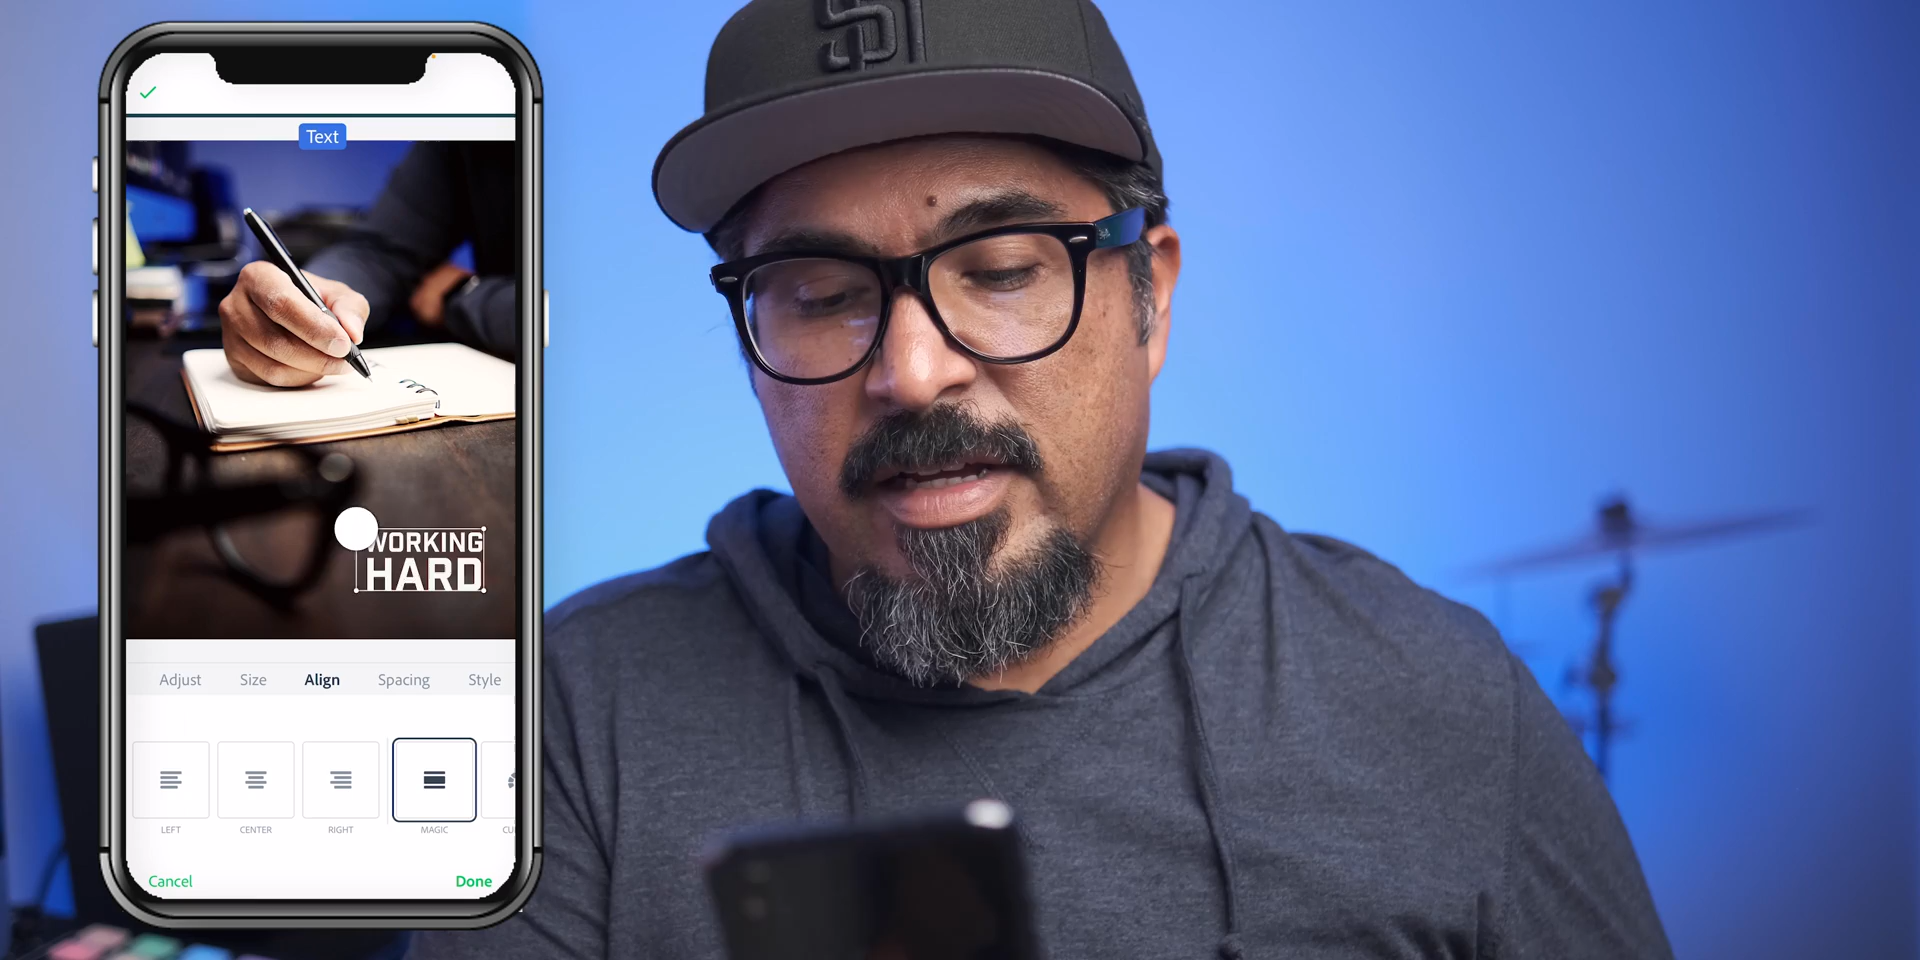 Text
WORKING
HARD
Adjust Size Align Spacing Style
LEFT CENTER RIGHT MAGIC
Cancel Done